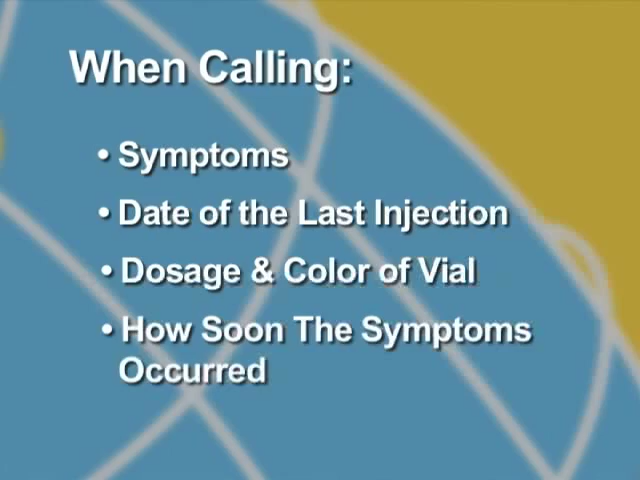 When Calling:
• Symptoms
• Date of the Last Injection
• Dosage & Color of Vial
• How Soon The Symptoms
Occurred